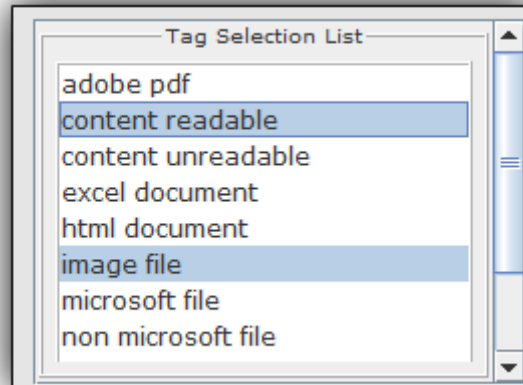 Tag Selection List
adobe pdf
content readable
content unreadable
excel document
html document
image file
microsoft file
non microsoft file